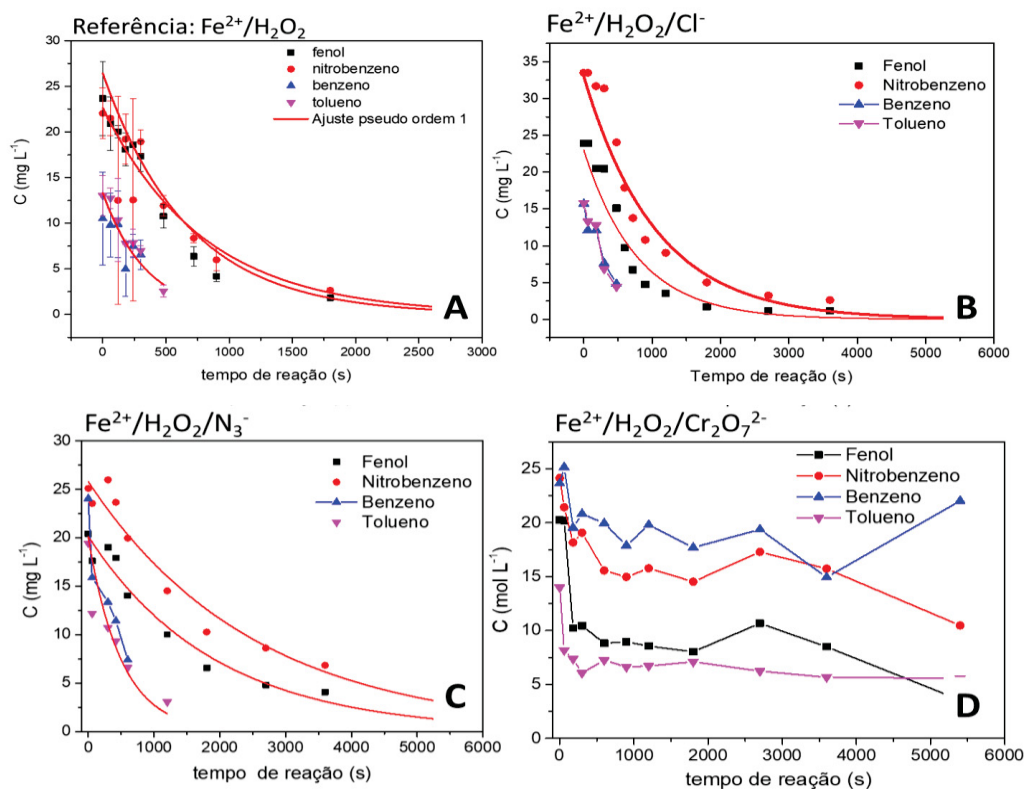 Referência: Fe²⁺/H₂O₂
30
25
20
15
10
5
0
C (mg L⁻¹)
fenol
nitrobenzeno
benzeno
tolueno
Ajuste pseudo ordem 1
A
0 500 1000 1500 2000 2500 3000
tempo de reação (s)
Fe²⁺/H₂O₂/Cl⁻
35
30
25
20
15
10
5
0
C (mg L⁻¹)
Fenol
Nitrobenzeno
Benzeno
Tolueno
B
0 1000 2000 3000 4000 5000 6000
Tempo de reação (s)
Fe²⁺/H₂O₂/N₃⁻
30
25
20
15
10
5
0
C (mg L⁻¹)
Fenol
Nitrobenzeno
Benzeno
Tolueno
C
0 1000 2000 3000 4000 5000 6000
tempo de reação (s)
Fe²⁺/H₂O₂/Cr₂O₇²⁻
25
20
15
10
5
0
C (mol L⁻¹)
Fenol
Nitrobenzeno
Benzeno
Tolueno
D
0 1000 2000 3000 4000 5000 6000
tempo de reação (s)